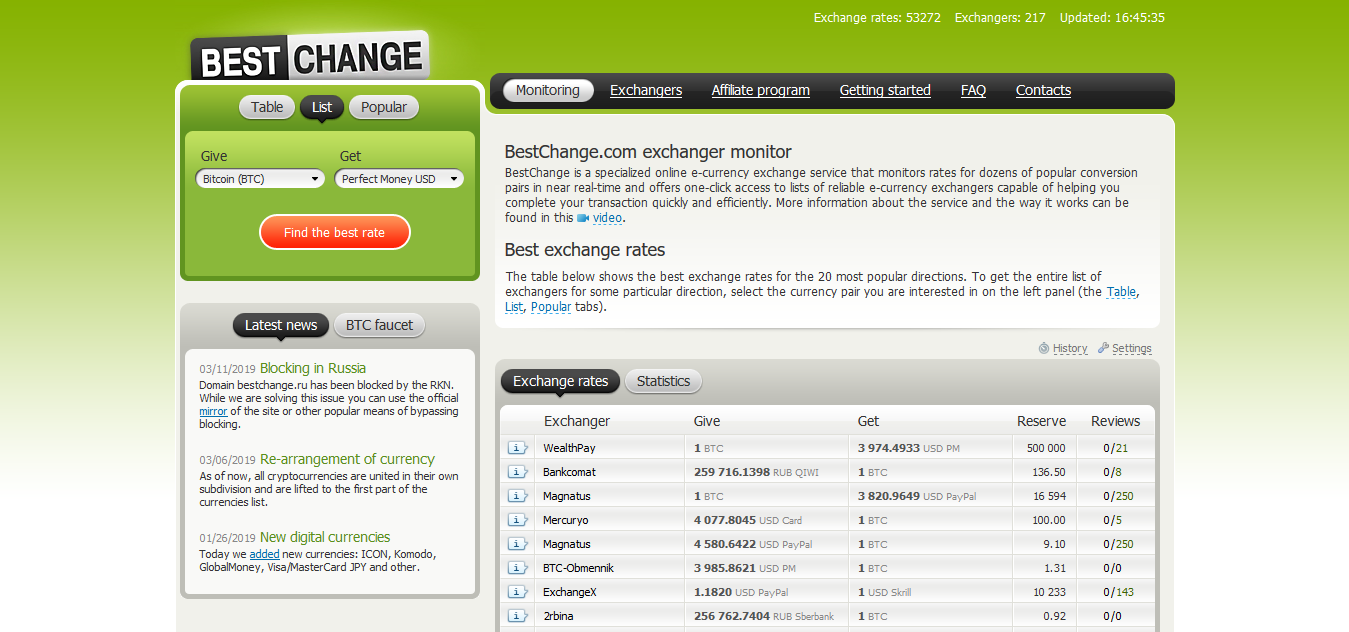 Exchange rates: 53272 Exchangers: 217 Updated: 16:45:35
BEST CHANGE
Monitoring Exchangers Affiliate program Getting started FAQ Contacts
Table List Popular
Give Get
Bitcoin (BTC) Perfect Money USD
Find the best rate
Latest news BTC faucet
03/11/2019 Blocking in Russia
Domain bestchange.ru has been blocked by the RKN.
While we are solving this issue you can use the official
mirror of the site or other popular means of bypassing
blocking.
03/06/2019 Re-arrangement of currency
As of now, all cryptocurrencies are united in their own
subdivision and are lifted to the first part of the
currencies list.
01/26/2019 New digital currencies
Today we added new currencies: ICON, Komodo,
GlobalMoney, Visa/MasterCard JPY and other.
BestChange.com exchanger monitor
BestChange is a specialized online e-currency exchange service that monitors rates for dozens of popular conversion
pairs in near real-time and offers one-click access to lists of reliable e-currency exchangers capable of helping you
complete your transaction quickly and efficiently. More information about the service and the way it works can be
found in this video.
Best exchange rates
The table below shows the best exchange rates for the 20 most popular directions. To get the entire list of
exchangers for some particular direction, select the currency pair you are interested in on the left panel (the Table,
List, Popular tabs).
History Settings
Exchange rates Statistics
Exchanger Give Get Reserve Reviews
i WealthPay 1 BTC 3 974.4933 USD PM 500 000 0/21
i Bankcomat 259 716.1398 RUB QIWI 1 BTC 136.50 0/8
i Magnatus 1 BTC 3 820.9649 USD PayPal 16 594 0/250
i Mercuryo 4 077.8045 USD Card 1 BTC 100.00 0/5
i Magnatus 4 580.6422 USD PayPal 1 BTC 9.10 0/250
i BTC-Obmennik 3 985.8621 USD PM 1 BTC 1.31 0/0
i ExchangeX 1.1820 USD PayPal 1 USD Skrill 10 233 0/143
i 2rbina 256 762.7404 RUB Sberbank 1 BTC 0.92 0/0